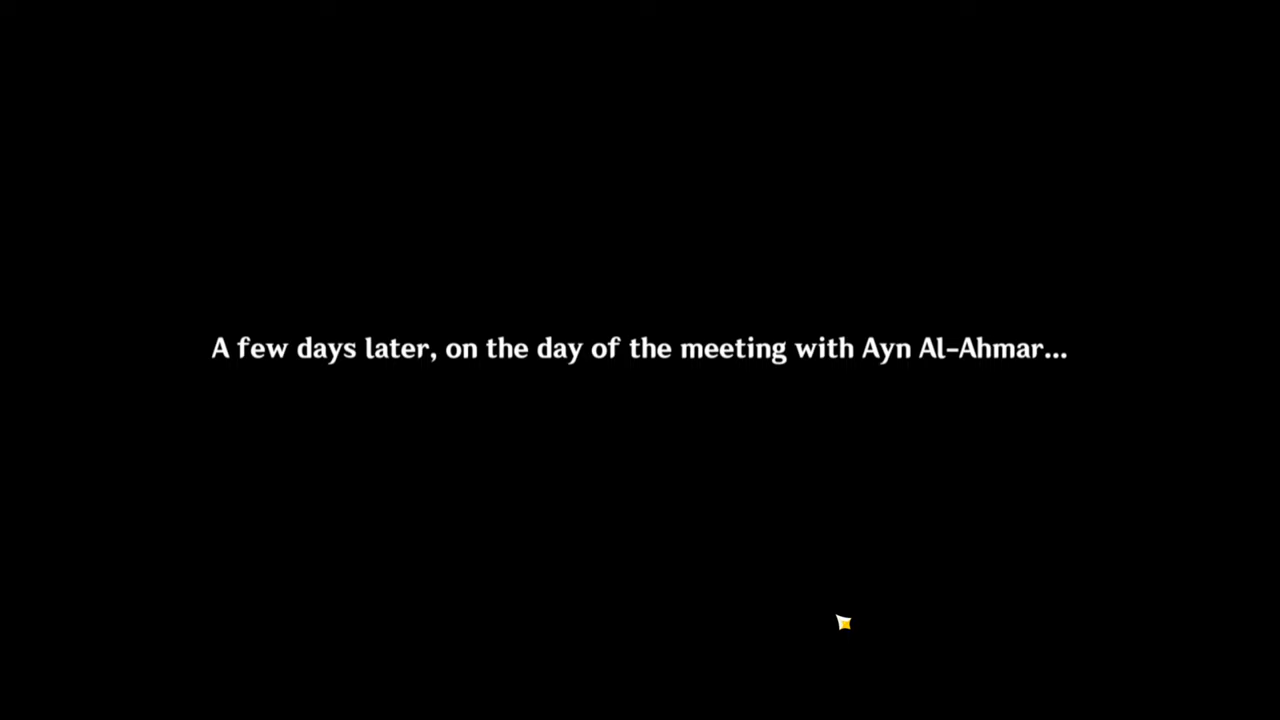 A few days later, on the day of the meeting with Ayn Al-Ahmar...